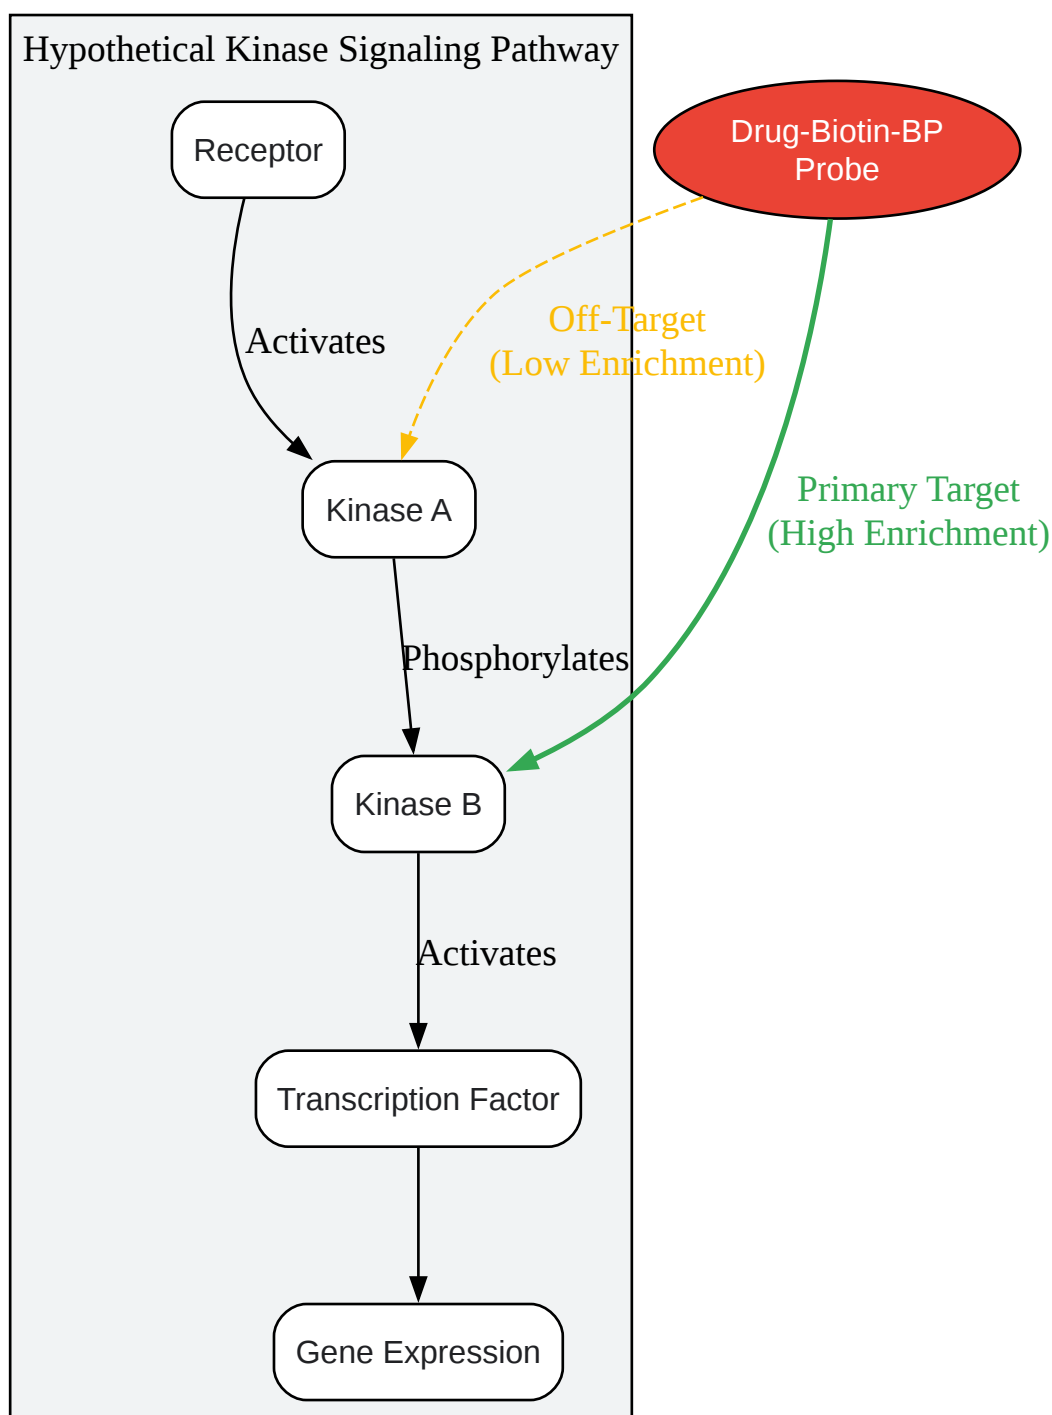 Hypothetical Kinase Signaling Pathway
Receptor
Drug-Biotin-BP
Probe
Activates
Off-Target
(Low Enrichment)
Kinase A
Primary Target
(High Enrichment)
Phosphorylates
Kinase B
Activates
Transcription Factor
Gene Expression